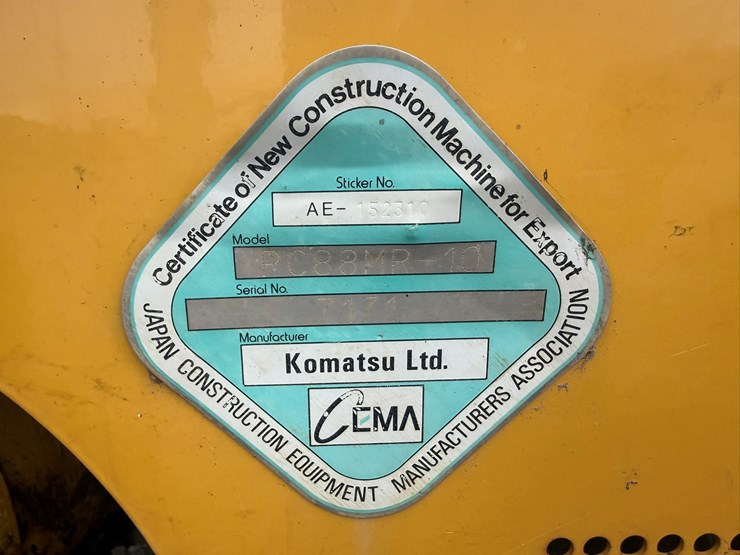 Certificate of New Construction Machine for Export
Sticker No.
AE- 152310
Model
PC88MR-10
Serial No.
Manufacturer
Komatsu Ltd.
CEMA
JAPAN CONSTRUCTION EQUIPMENT MANUFACTURERS ASSOCIATION